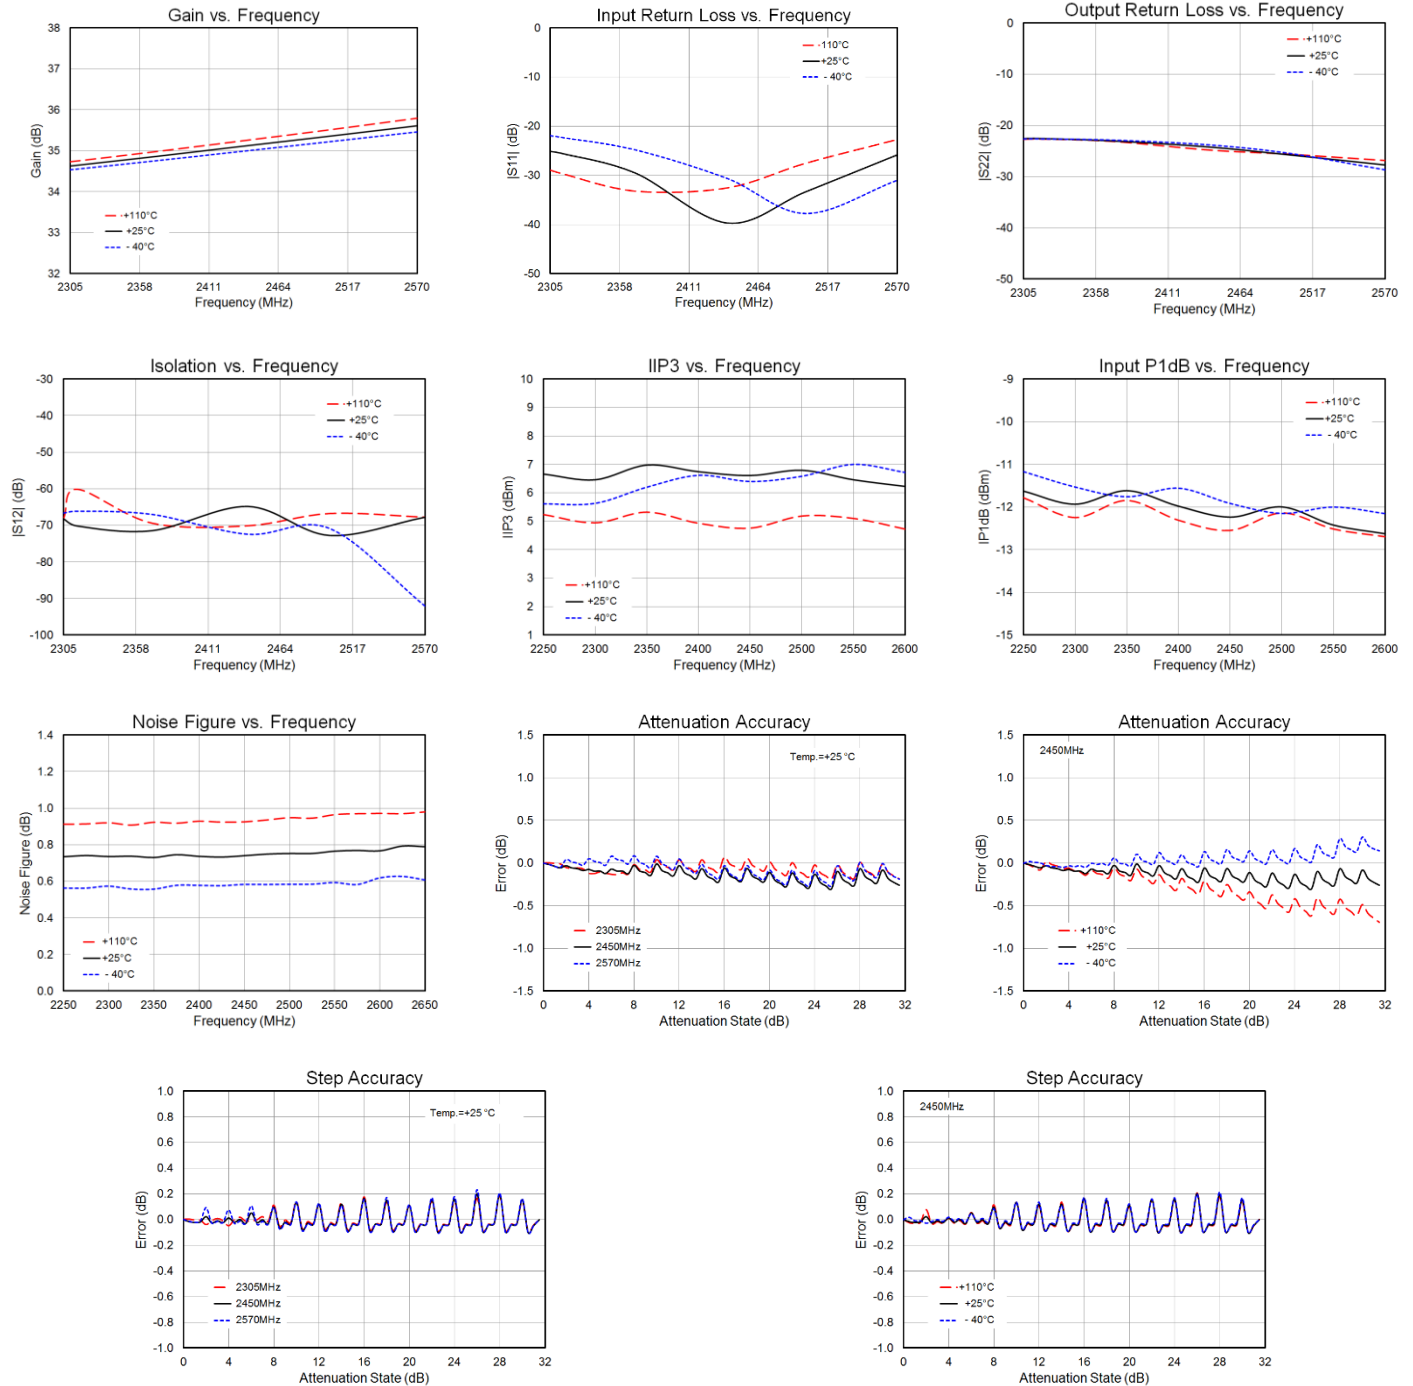 Gain vs. Frequency
38
37
36
35
34
33
32
Gain (dB)
+110°C
+25°C
- 40°C
2305 2358 2411 2464 2517 2570
Frequency (MHz)
Input Return Loss vs. Frequency
0
-10
-20
-30
-40
-50
|S11| (dB)
110°C
+25°C
- 40°C
2305 2358 2411 2464 2517 2570
Frequency (MHz)
Output Return Loss vs. Frequency
0
-10
-20
-30
-40
-50
|S22| (dB)
+110°C
+25°C
- 40°C
2305 2358 2411 2464 2517 2570
Frequency (MHz)
Isolation vs. Frequency
-30
-40
-50
-60
-70
-80
-90
-100
|S12| (dB)
+110°C
+25°C
- 40°C
2305 2358 2411 2464 2517 2570
Frequency (MHz)
IIP3 vs. Frequency
10
9
8
7
6
5
4
3
2
1
IIP3 (dBm)
+110°C
+25°C
- 40°C
2250 2300 2350 2400 2450 2500 2550 2600
Frequency (MHz)
Input P1dB vs. Frequency
-9
-10
-11
-12
-13
-14
-15
IP1dB (dBm)
+110°C
+25°C
- 40°C
2250 2300 2350 2400 2450 2500 2550 2600
Frequency (MHz)
Noise Figure vs. Frequency
1.4
1.2
1.0
0.8
0.6
0.4
0.2
0.0
Noise Figure (dB)
+110°C
+25°C
- 40°C
2250 2300 2350 2400 2450 2500 2550 2600 2650
Frequency (MHz)
Attenuation Accuracy
1.5
1.0
0.5
0.0
-0.5
-1.0
-1.5
Error (dB)
Temp.=+25 °C
2305MHz
2450MHz
2570MHz
0 4 8 12 16 20 24 28 32
Attenuation State (dB)
Attenuation Accuracy
1.5
1.0
0.5
0.0
-0.5
-1.0
-1.5
Error (dB)
2450MHz
+110°C
+25°C
- 40°C
0 4 8 12 16 20 24 28 32
Attenuation State (dB)
Step Accuracy
1.0
0.8
0.6
0.4
0.2
0.0
-0.2
-0.4
-0.6
-0.8
-1.0
Error (dB)
Temp.=+25 °C
2305MHz
2450MHz
2570MHz
0 4 8 12 16 20 24 28 32
Attenuation State (dB)
Step Accuracy
1.0
0.8
0.6
0.4
0.2
0.0
-0.2
-0.4
-0.6
-0.8
-1.0
Error (dB)
2450MHz
+110°C
+25°C
- 40°C
0 4 8 12 16 20 24 28 32
Attenuation State (dB)